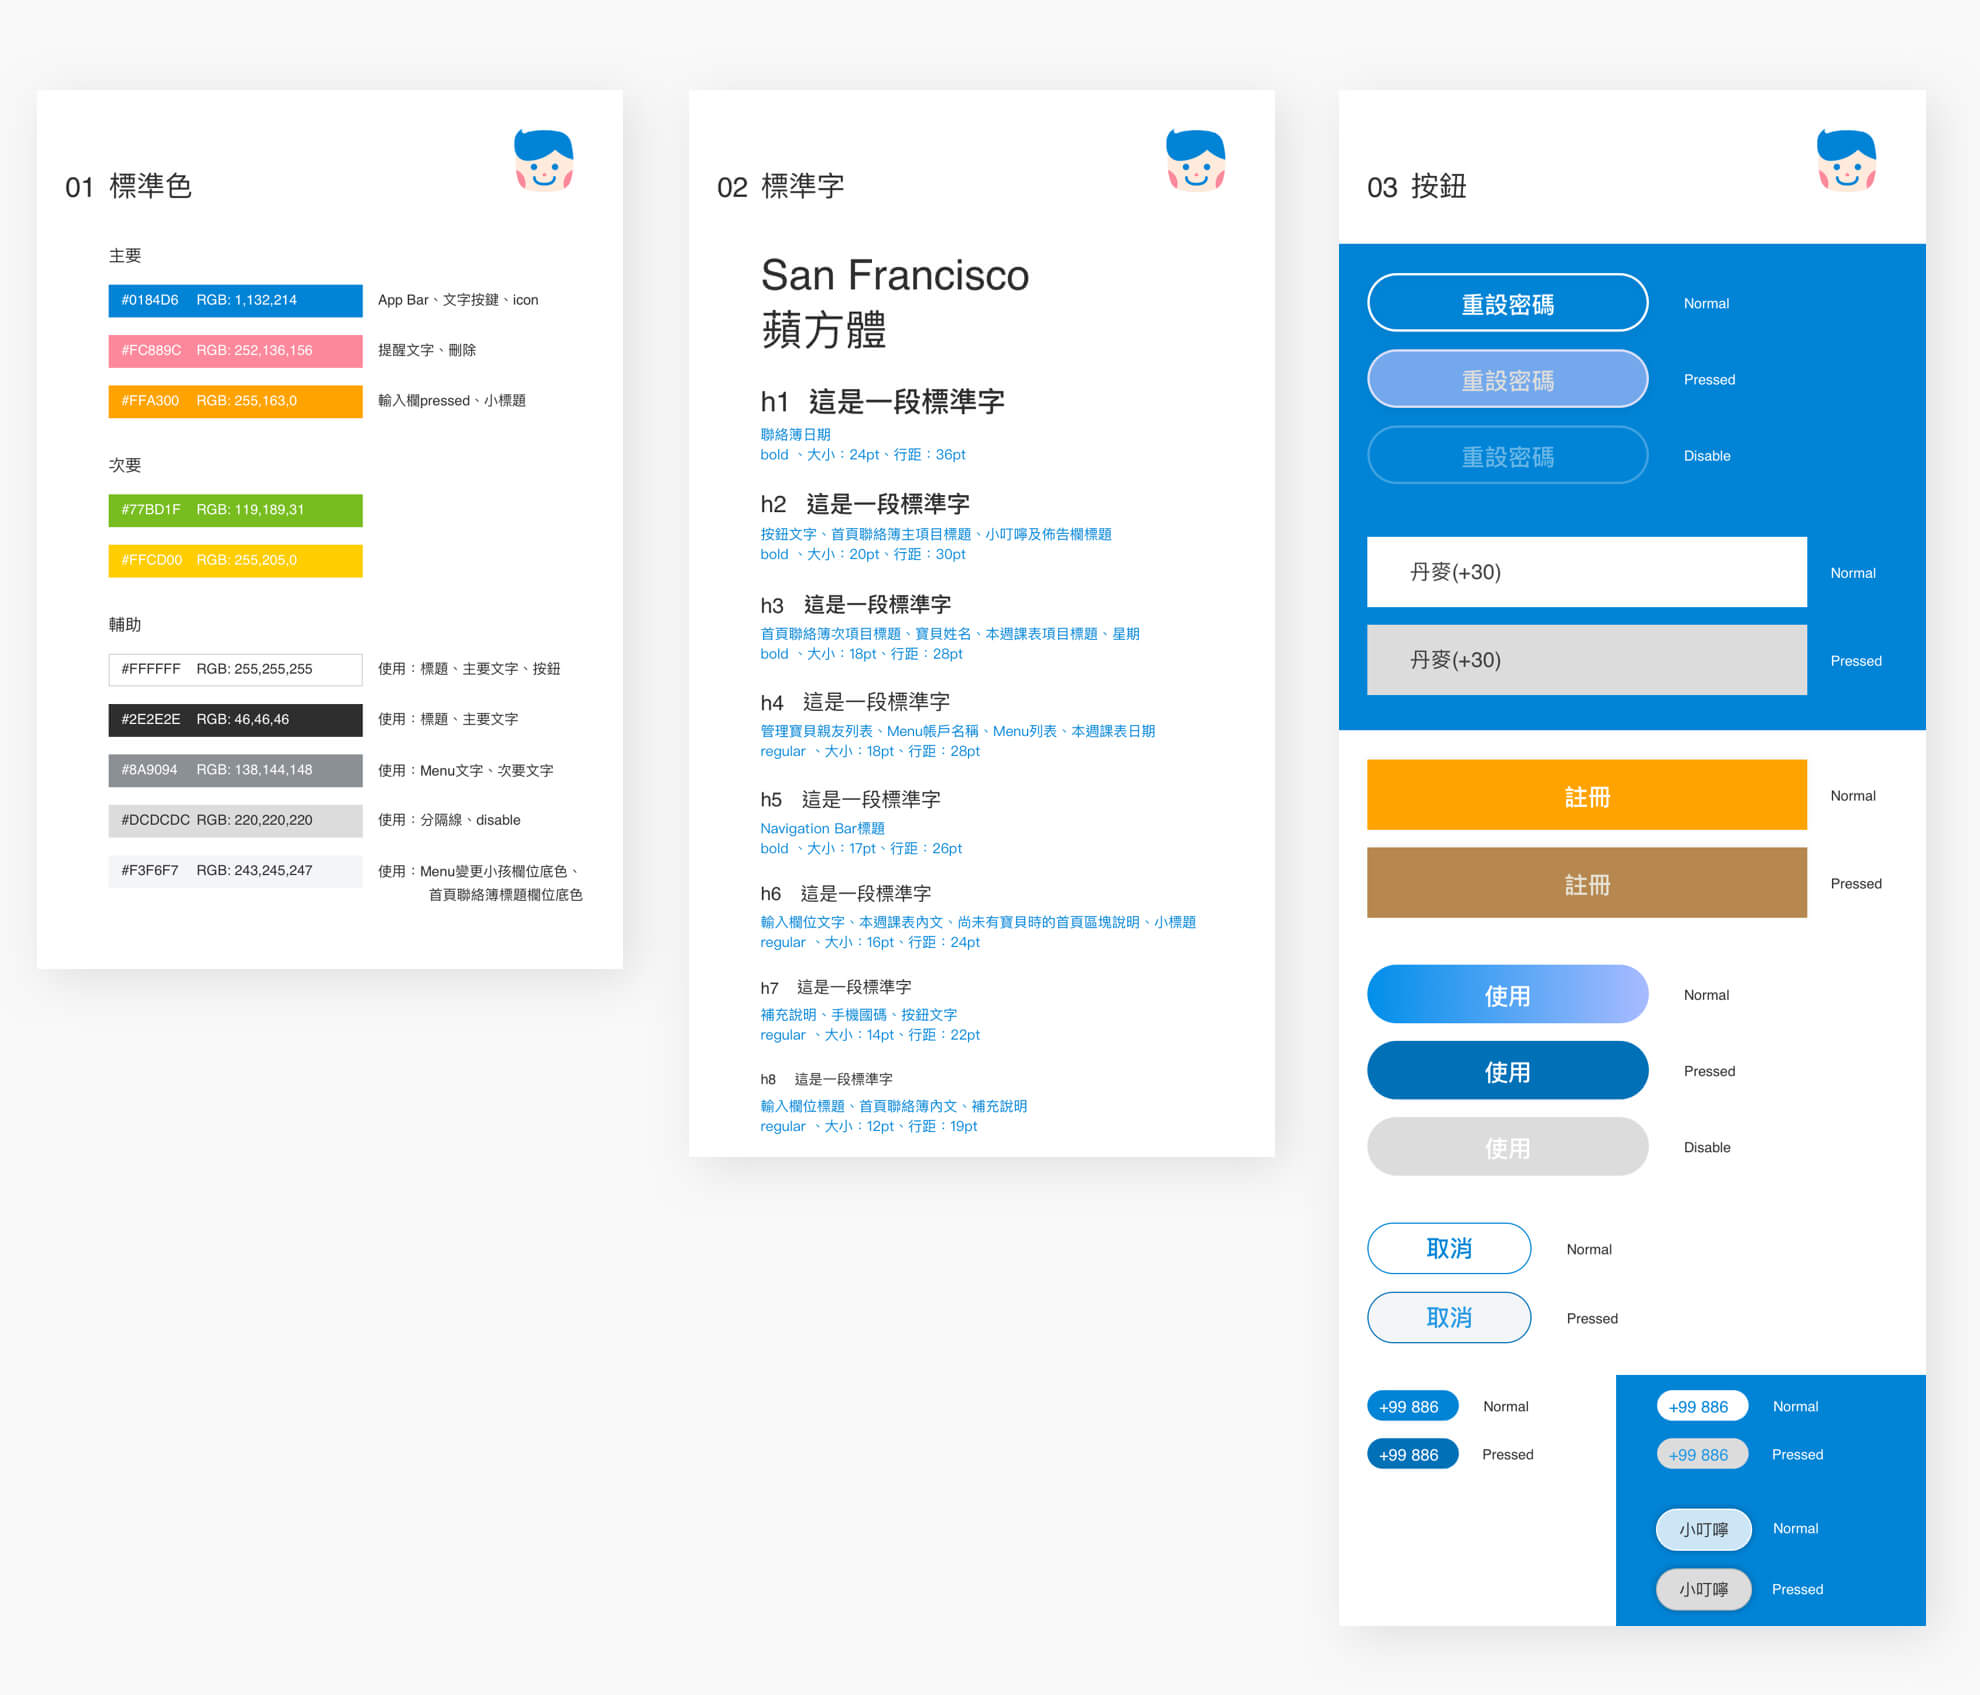 01 標準色
主要
#0184D6 RGB: 1,132,214 App Bar、文字按鍵、icon
#FC889C RGB: 252,136,156 提醒文字、刪除
#FFA300 RGB: 255,163,0 輸入欄pressed、小標題
次要
#77BD1F RGB: 119,189,31
#FFCD00 RGB: 255,205,0
輔助
#FFFFFF RGB: 255,255,255 使用：標題、主要文字、按鈕
#2E2E2E RGB: 46,46,46 使用：標題、主要文字
#8A9094 RGB: 138,144,148 使用：Menu文字、次要文字
#DCDCDC RGB: 220,220,220 使用：分隔線、disable
#F3F6F7 RGB: 243,245,247 使用：Menu變更小孩欄位底色、
首頁聯絡簿標題欄位底色
02 標準字
San Francisco
蘋方體
h1 這是一段標準字
聯絡簿日期
bold 、大小：24pt、行距：36pt
h2 這是一段標準字
按鈕文字、首頁聯絡簿主項目標題、小叮嚀及佈告欄標題
bold 、大小：20pt、行距：30pt
h3 這是一段標準字
首頁聯絡簿次項目標題、寶貝姓名、本週課表項目標題、星期
bold 、大小：18pt、行距：28pt
h4 這是一段標準字
管理寶貝親友列表、Menu帳戶名稱、Menu列表、本週課表日期
regular 、大小：18pt、行距：28pt
h5 這是一段標準字
Navigation Bar標題
bold 、大小：17pt、行距：26pt
h6 這是一段標準字
輸入欄位文字、本週課表內文、尚未有寶貝時的首頁區塊說明、小標題
regular 、大小：16pt、行距：24pt
h7 這是一段標準字
補充說明、手機國碼、按鈕文字
regular 、大小：14pt、行距：22pt
h8 這是一段標準字
輸入欄位標題、首頁聯絡簿內文、補充說明
regular 、大小：12pt、行距：19pt
03 按鈕
重設密碼 Normal
重設密碼 Pressed
重設密碼 Disable
丹麥(+30) Normal
丹麥(+30) Pressed
註冊 Normal
註冊 Pressed
使用 Normal
使用 Pressed
使用 Disable
取消 Normal
取消 Pressed
+99 886 Normal
+99 886 Pressed
+99 886 Normal
+99 886 Pressed
小叮嚀 Normal
小叮嚀 Pressed